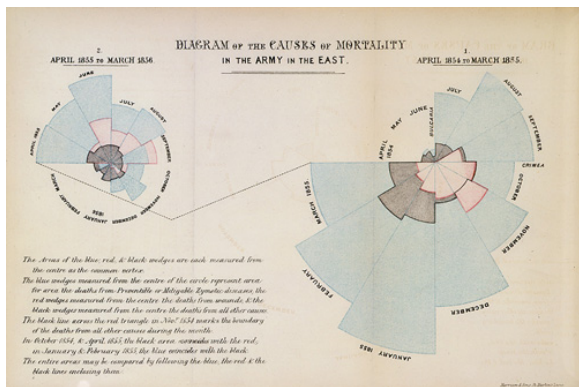 DIAGRAM OF THE CAUSES OF MORTALITY
IN THE ARMY IN THE EAST.
2.
APRIL 1855 TO MARCH 1856.
1.
APRIL 1854 TO MARCH 1855.
JUNE
JULY
AUGUST
SEPTEMBER
OCTOBER
NOVEMBER
DECEMBER
JANUARY
1856
FEBRUARY
MARCH
APRIL 1855
MAY
APRIL
1854
MAY
JUNE
BULGARIA
JULY
AUGUST
SEPTEMBER
CRIMEA
OCTOBER
NOVEMBER
DECEMBER
JANUARY 1855
FEBRUARY
MARCH 1855
The Areas of the blue, red, & black wedges are each measured from
the centre as the common vertex.
The blue wedges measured from the centre of the circle represent area
for area the deaths from Preventible or Mitigable Zymotic diseases; the
red wedges measured from the centre the deaths from wounds; & the
black wedges measured from the centre the deaths from all other causes.
The black line across the red triangle in Nov.r 1854 marks the boundary
of the deaths from all other causes during the month.
In October 1854, & April 1855, the black area coincides with the red;
in January & February 1855, the blue coincides with the black.
The entire areas may be compared by following the blue, the red & the
black lines enclosing them.